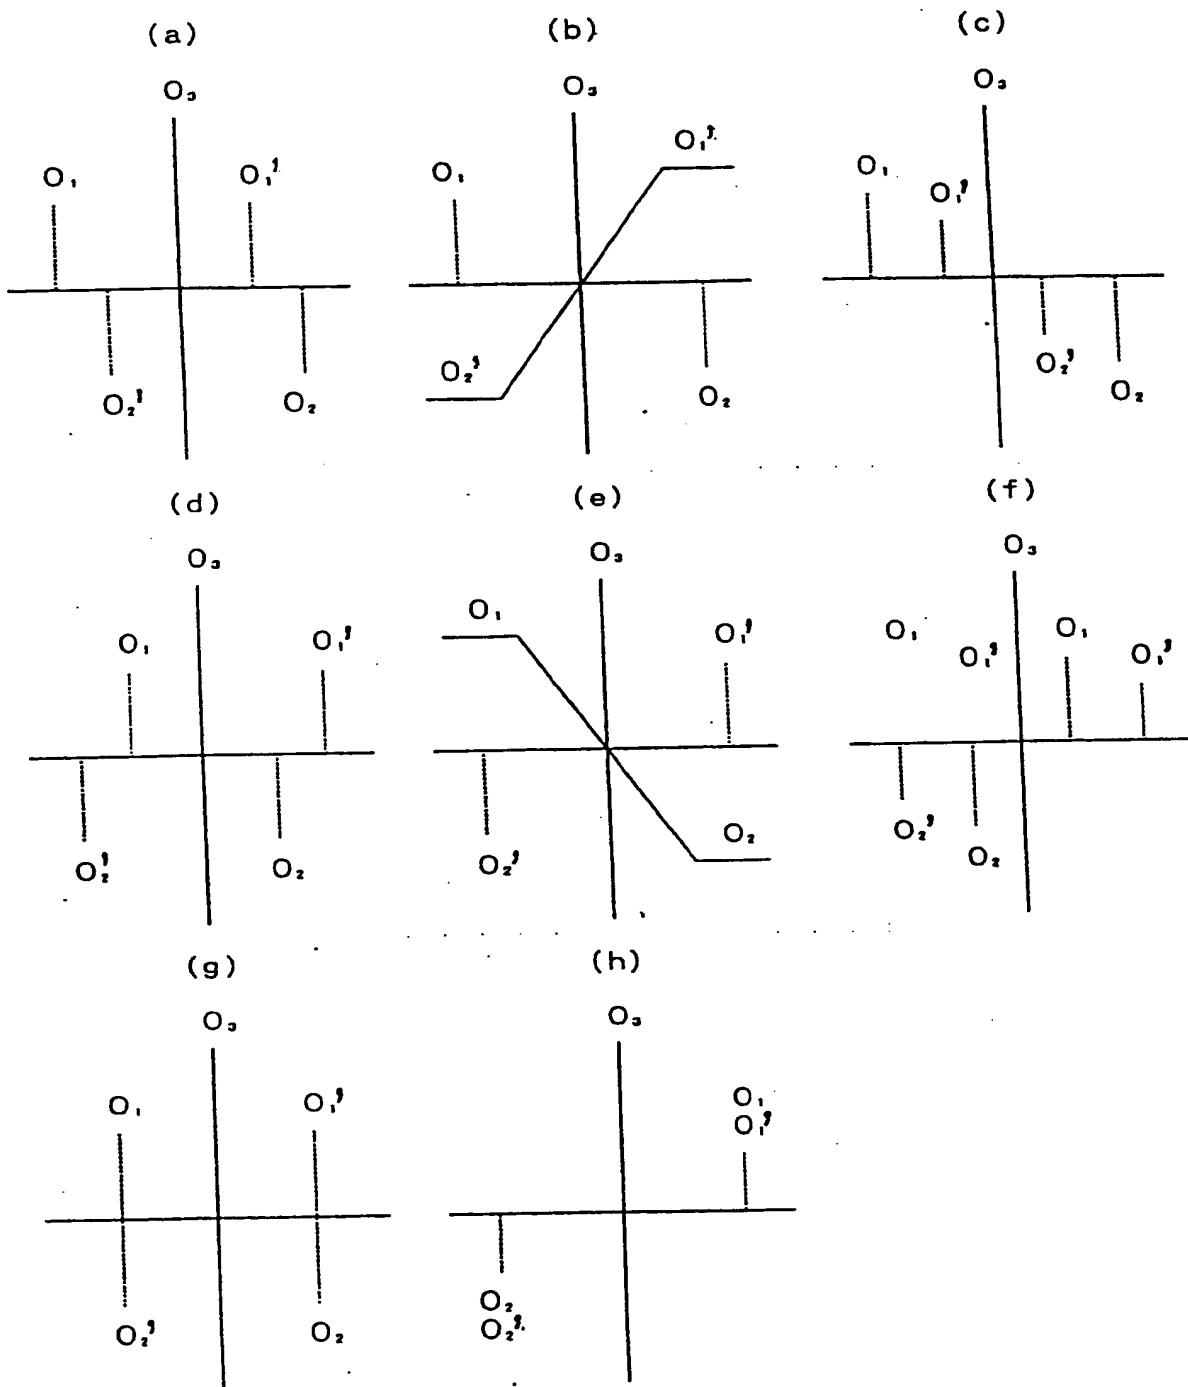 (a) (b) (c)
O₃ O₃ O₃
O₁ O₁' O₁ O₁' O₁ O₁'
O₂' O₂ O₂' O₂ O₂' O₂
(d) (e) (f)
O₃ O₃ O₃
O₁ O₁' O₁ O₁' O₁ O₁' O₁ O₁'
O₂' O₂ O₂' O₂ O₂' O₂
(g) (h)
O₃ O₃
O₁ O₁' O₁
O₁'
O₂' O₂ O₂
O₂'